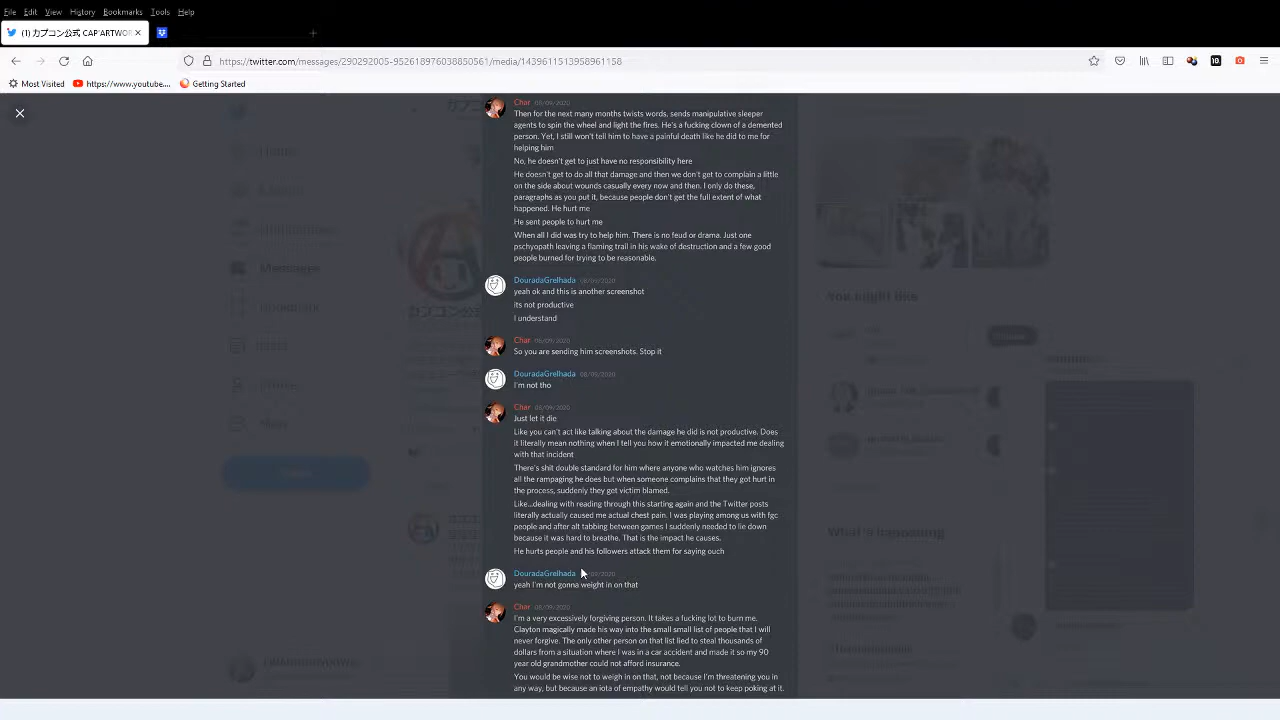 File Edit View History Bookmarks Tools Help
(1) カプコン公式 CAP'ARTWOR
https://twitter.com/messages/290292005-952618976038850561/media/1439611513958961158
Most Visited https://www.youtube.... Getting Started
Char 08/09/2020
Then for the next many months twists words, sends manipulative sleeper
agents to spin the wheel and light the fires. He's a fucking clown of a demented
person. Yet, I still won't tell him to have a painful death like he did to me for
helping him
No, he doesn't get to just have no responsibility here
He doesn't get to do all that damage and then we don't get to complain a little
on the side about wounds casually every now and then. I only do these,
paragraphs as you put it, because people don't get the full extent of what
happened. He hurt me
He sent people to hurt me
When all I did was try to help him. There is no feud or drama. Just one
pschyopath leaving a flaming trail in his wake of destruction and a few good
people burned for trying to be reasonable.
DouradaGrelhada 08/09/2020
yeah ok and this is another screenshot
its not productive
I understand
Char 08/09/2020
So you are sending him screenshots. Stop it
DouradaGrelhada 08/09/2020
I'm not tho
Char 08/09/2020
Just let it die
Like you can't act like talking about the damage he did is not productive. Does
it literally mean nothing when I tell you how it emotionally impacted me dealing
with that incident
There's shit double standard for him where anyone who watches him ignores
all the rampaging he does but when someone complains that they got hurt in
the process, suddenly they get victim blamed.
Like...dealing with reading through this starting again and the Twitter posts
literally actually caused me actual chest pain. I was playing among us with fgc
people and after alt tabbing between games I suddenly needed to lie down
because it was hard to breathe. That is the impact he causes.
He hurts people and his followers attack them for saying ouch
DouradaGrelhada
yeah I'm not gonna weight in on that
Char 08/09/2020
I'm a very excessively forgiving person. It takes a fucking lot to burn me.
Clayton magically made his way into the small small list of people that I will
never forgive. The only other person on that list lied to steal thousands of
dollars from a situation where I was in a car accident and made it so my 90
year old grandmother could not afford insurance.
You would be wise not to weigh in on that, not because I'm threatening you in
any way, but because an iota of empathy would tell you not to keep poking at it.
You might like
What's happening